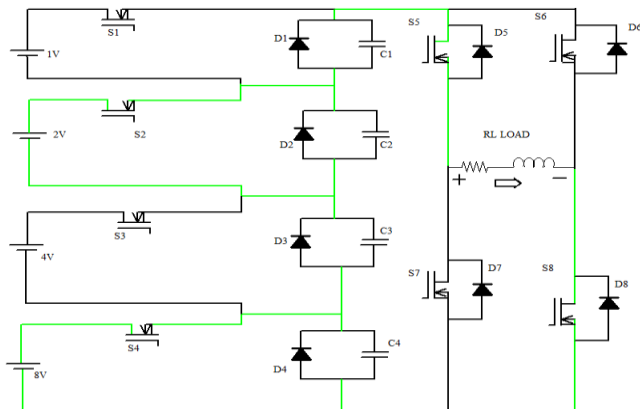 S1
D1
C1
S5
D5
S6
D6
1V
S2
D2
C2
2V
RL LOAD
+
−
S3
D3
C3
4V
S7
D7
S8
D8
S4
D4
C4
8V